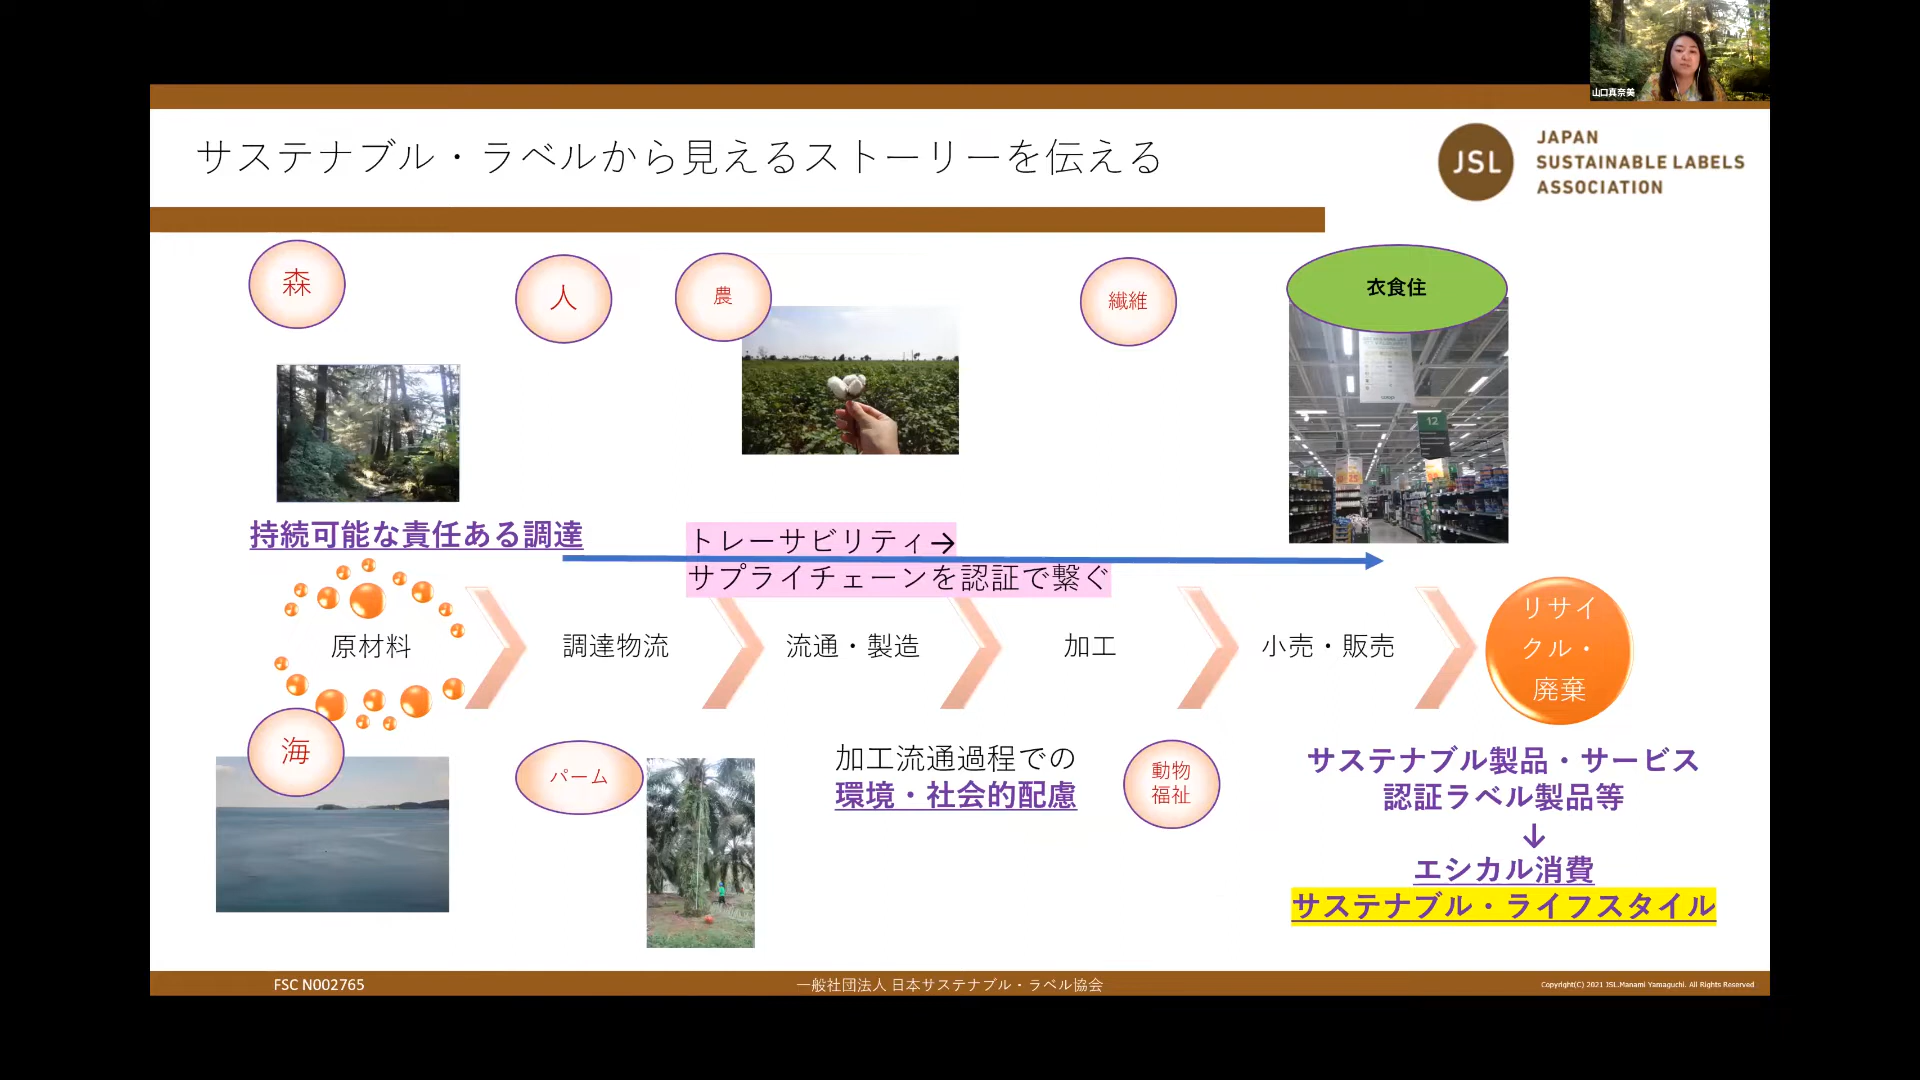 山口真奈美
サステナブル・ラベルから見えるストーリーを伝える
JSL
JAPAN
SUSTAINABLE LABELS
ASSOCIATION
森
人
農
繊維
衣食住
12
持続可能な責任ある調達
トレーサビリティ→
サプライチェーンを認証で繋ぐ
原材料
調達物流
流通・製造
加工
小売・販売
リサイ
クル・
廃棄
海
パーム
加工流通過程での
環境・社会的配慮
動物
福祉
サステナブル製品・サービス
認証ラベル製品等
↓
エシカル消費
サステナブル・ライフスタイル
FSC N002765
一般社団法人 日本サステナブル・ラベル協会
Copyright(C) 2021 JSL.Manami Yamaguchi. All Rights Reserved